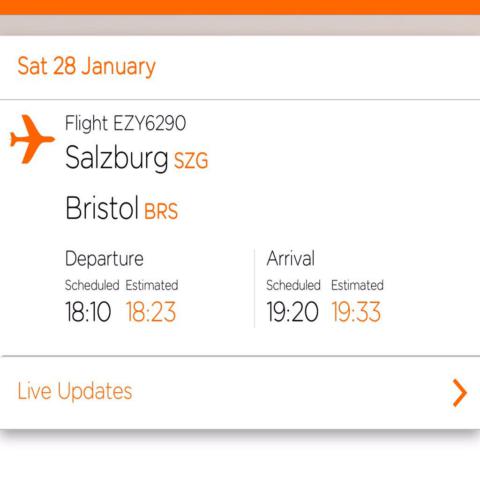 Sat 28 January
Flight EZY6290
Salzburg SZG
Bristol BRS
Departure
Scheduled Estimated
18:10 18:23
Arrival
Scheduled Estimated
19:20 19:33
Live Updates